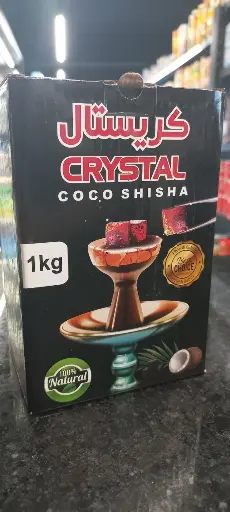 كريستال
CRYSTAL
COCO SHISHA
1kg
CHOICE
100%
Natural